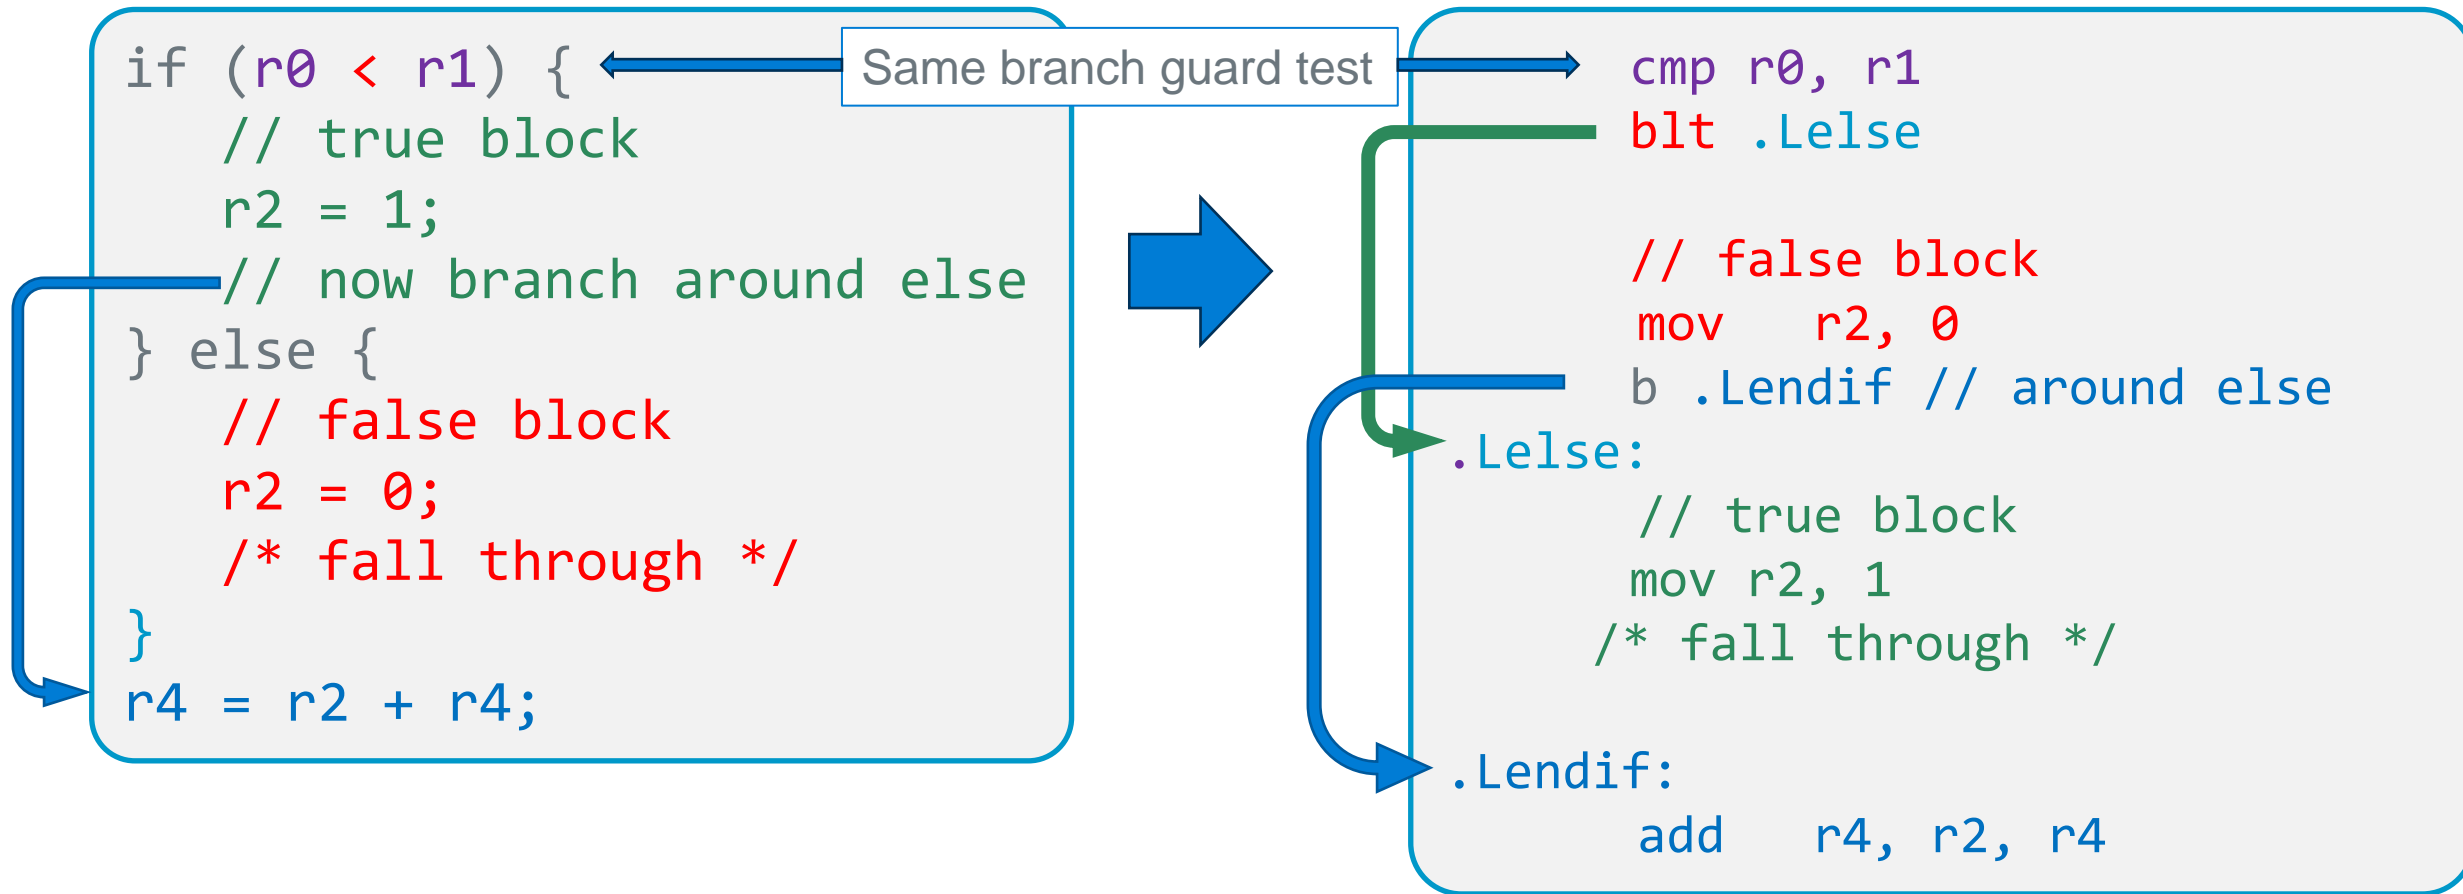 if (r0 < r1) {
// true block
r2 = 1;
// now branch around else
} else {
// false block
r2 = 0;
/* fall through */
}
r4 = r2 + r4;
Same branch guard test
cmp r0, r1
blt .Lelse
// false block
mov r2, 0
b .Lendif // around else
.Lelse:
// true block
mov r2, 1
/* fall through */
.Lendif:
add r4, r2, r4